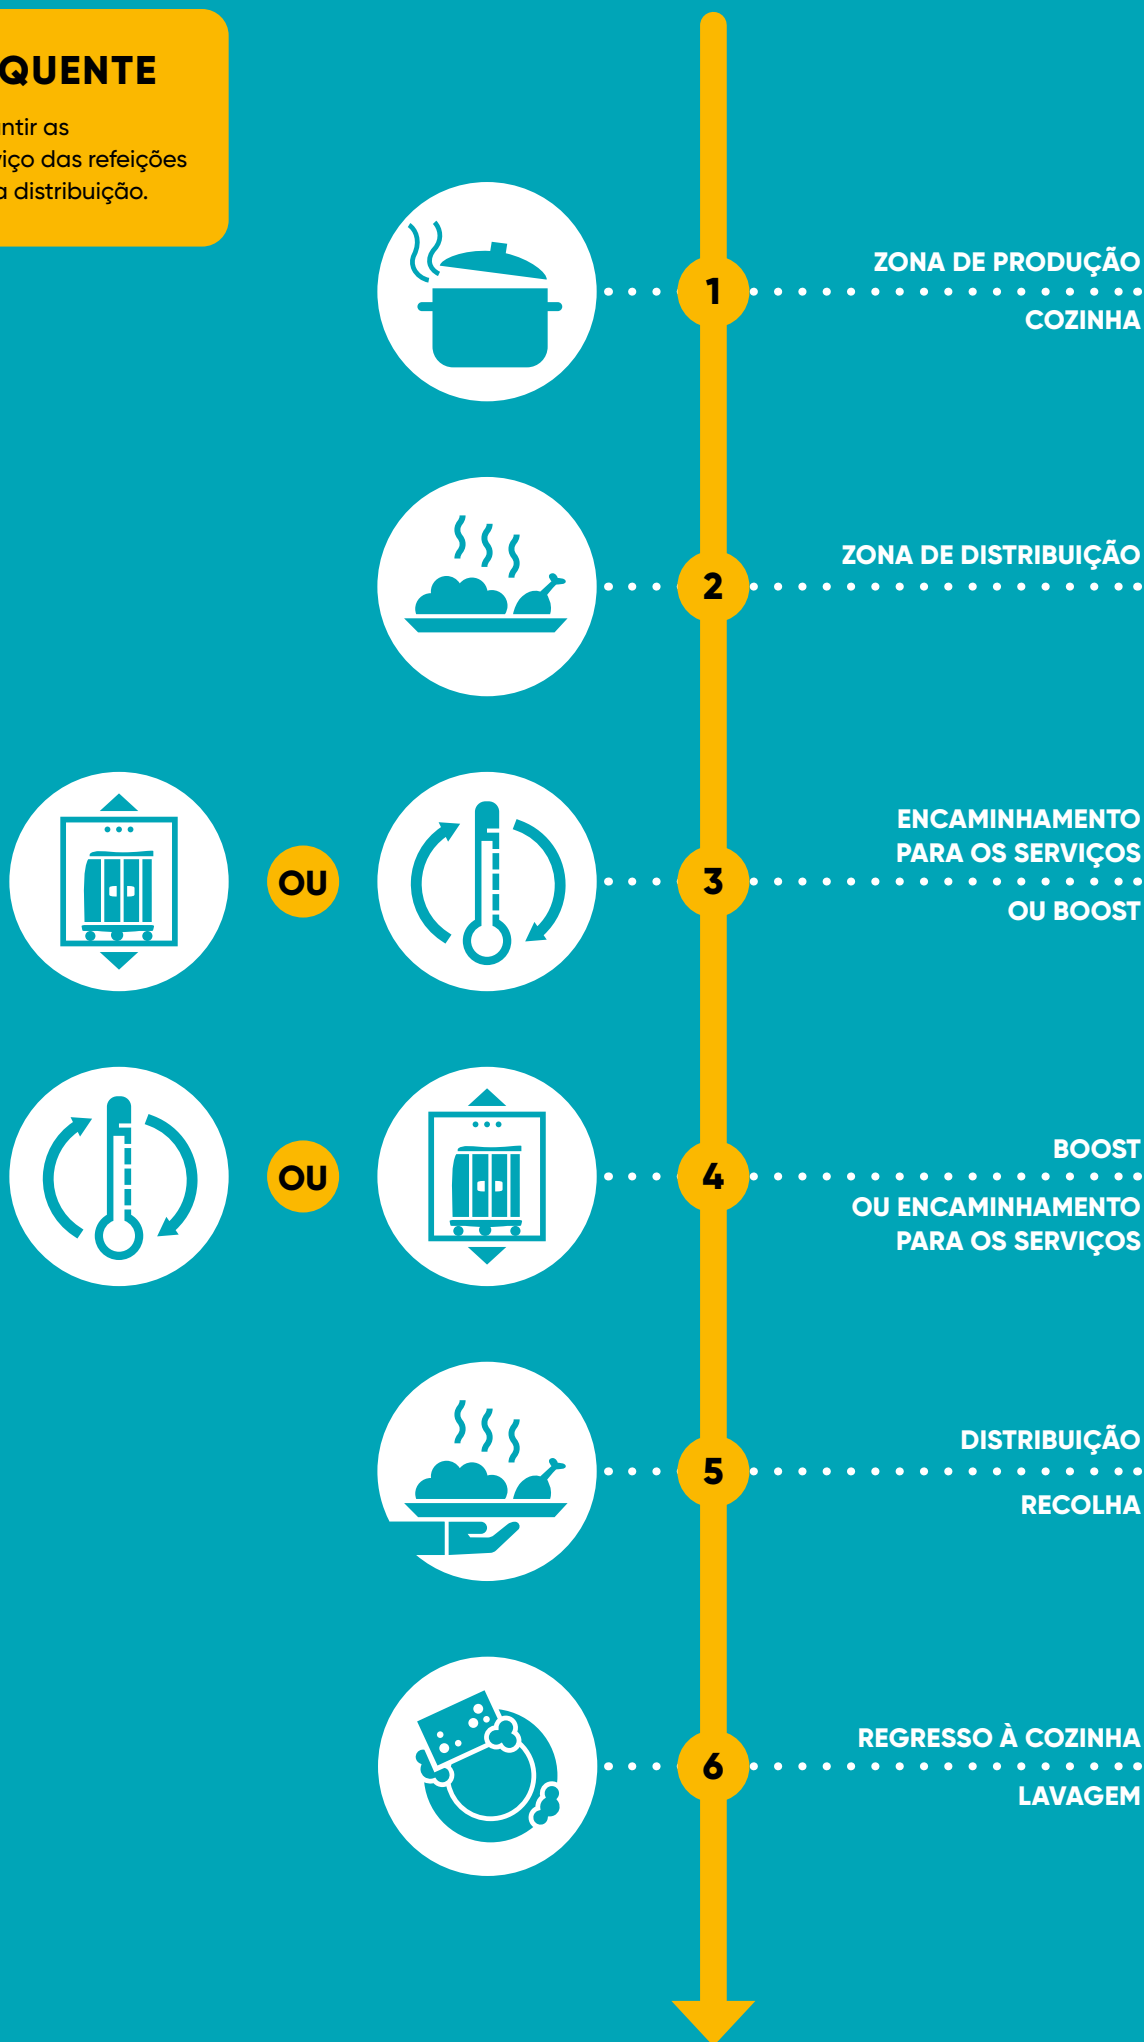 QUENTE
ntir as
viço das refeições
a distribuição.
1
ZONA DE PRODUÇÃO
COZINHA
2
ZONA DE DISTRIBUIÇÃO
OU
3
ENCAMINHAMENTO
PARA OS SERVIÇOS
OU BOOST
OU
4
BOOST
OU ENCAMINHAMENTO
PARA OS SERVIÇOS
5
DISTRIBUIÇÃO
RECOLHA
6
REGRESSO À COZINHA
LAVAGEM